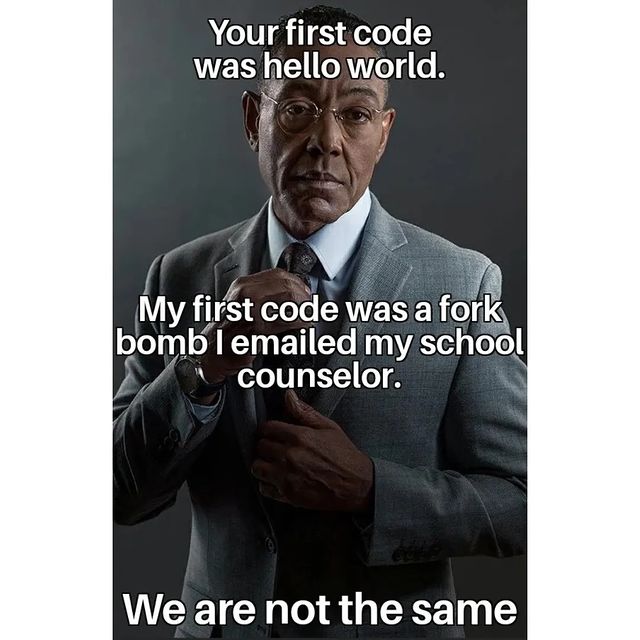 Your first code
was hello world.
My first code was a fork
bomb I emailed my school
counselor.
We are not the same